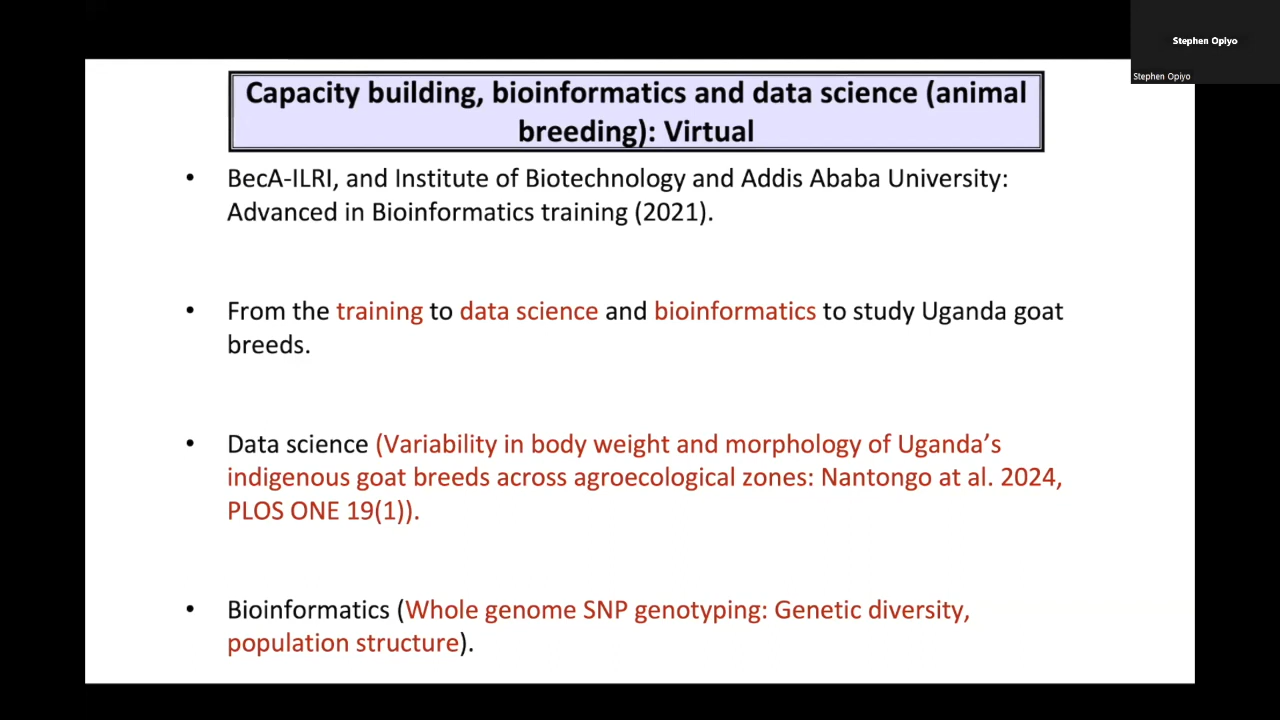 Stephen Opiyo
Stephen Opiyo
Capacity building, bioinformatics and data science (animal
breeding): Virtual
• BecA-ILRI, and Institute of Biotechnology and Addis Ababa University:
Advanced in Bioinformatics training (2021).
• From the training to data science and bioinformatics to study Uganda goat
breeds.
• Data science (Variability in body weight and morphology of Uganda’s
indigenous goat breeds across agroecological zones: Nantongo at al. 2024,
PLOS ONE 19(1)).
• Bioinformatics (Whole genome SNP genotyping: Genetic diversity,
population structure).